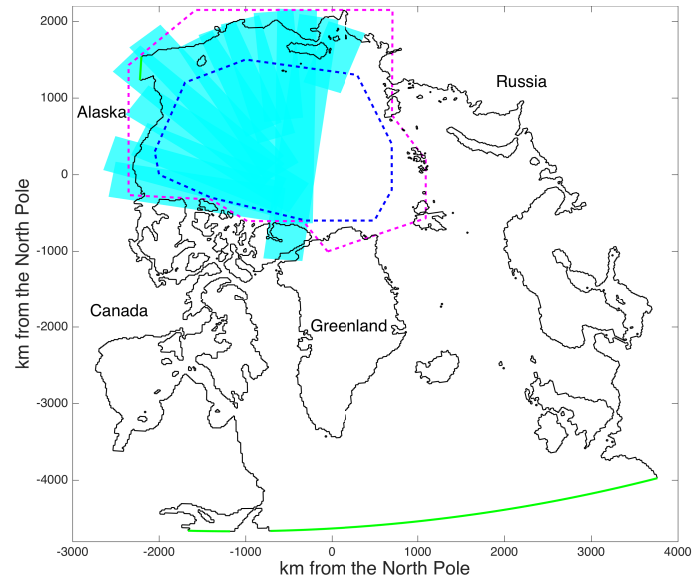 2000
1000
0
-1000
-2000
-3000
-4000
km from the North Pole
Alaska
Russia
Canada
Greenland
-3000 -2000 -1000 0 1000 2000 3000 4000
km from the North Pole